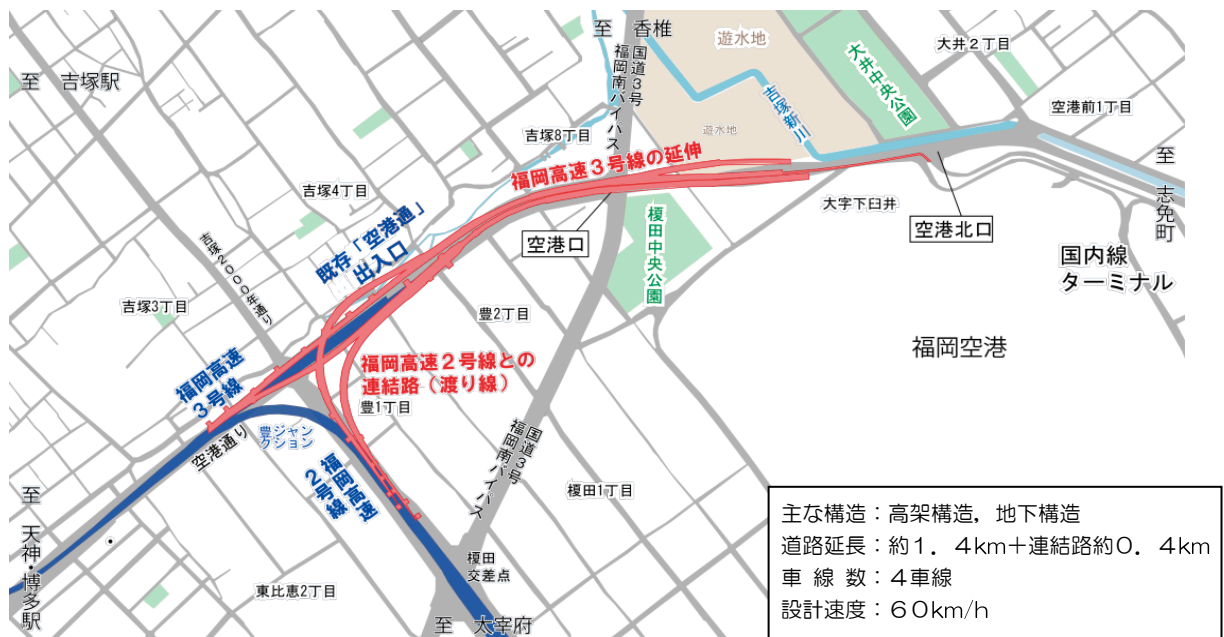 至 香椎
遊水地
大井2丁目
至 吉塚駅
国道3号
福岡南バイパス
大井中央公園
吉塚新川
空港前1丁目
吉塚8丁目
遊水地
至 志免町
福岡高速3号線の延伸
吉塚4丁目
大字下臼井
空港北口
空港口
榎田中央公園
既存「空港通」
出入口
吉塚2000年通り
国内線
ターミナル
吉塚3丁目
豊2丁目
福岡空港
福岡高速2号線との
連結路(渡り線)
福岡高速
3号線
豊1丁目
空港通り
豊ジャン
クション
国道3号
福岡南バイパス
福岡高速
2号線
榎田1丁目
至 天神・博多駅
榎田
交差点
東比恵2丁目
至 太宰府
主な構造:高架構造,地下構造
道路延長:約1.4km+連結路約0.4km
車 線 数:4車線
設計速度:60km/h